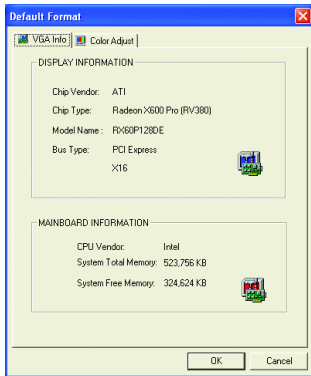 Default Format
VGA Info Color Adjust
DISPLAY INFORMATION
Chip Vendor: ATI
Chip Type: Radeon X600 Pro (RV380)
Model Name : RX60P128DE
Bus Type: PCI Express
X16
MAINBOARD INFORMATION
CPU Vendor: Intel
System Total Memory: 523,756 KB
System Free Memory: 324,624 KB
OK Cancel